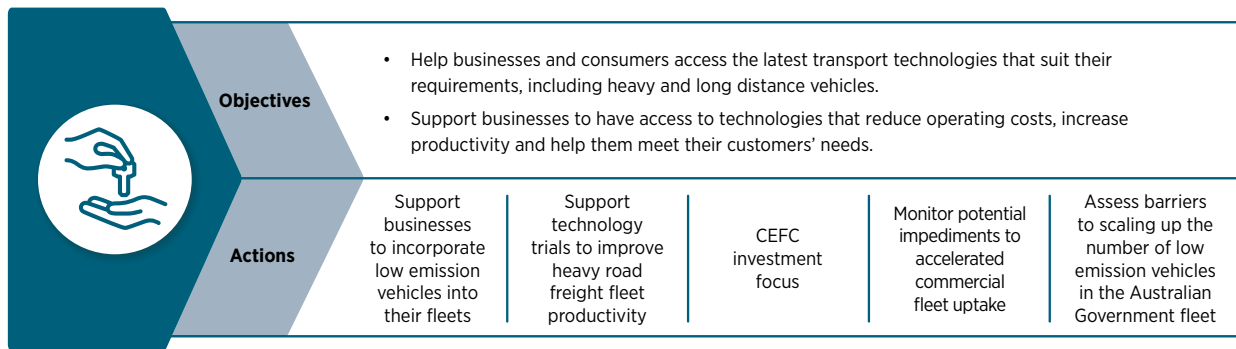 Objectives
• Help businesses and consumers access the latest transport technologies that suit their
requirements, including heavy and long distance vehicles.
• Support businesses to have access to technologies that reduce operating costs, increase
productivity and help them meet their customers’ needs.
Actions
Support
businesses
to incorporate
low emission
vehicles into
their fleets
Support
technology
trials to improve
heavy road
freight fleet
productivity
CEFC
investment
focus
Monitor potential
impediments to
accelerated
commercial
fleet uptake
Assess barriers
to scaling up the
number of low
emission vehicles
in the Australian
Government fleet